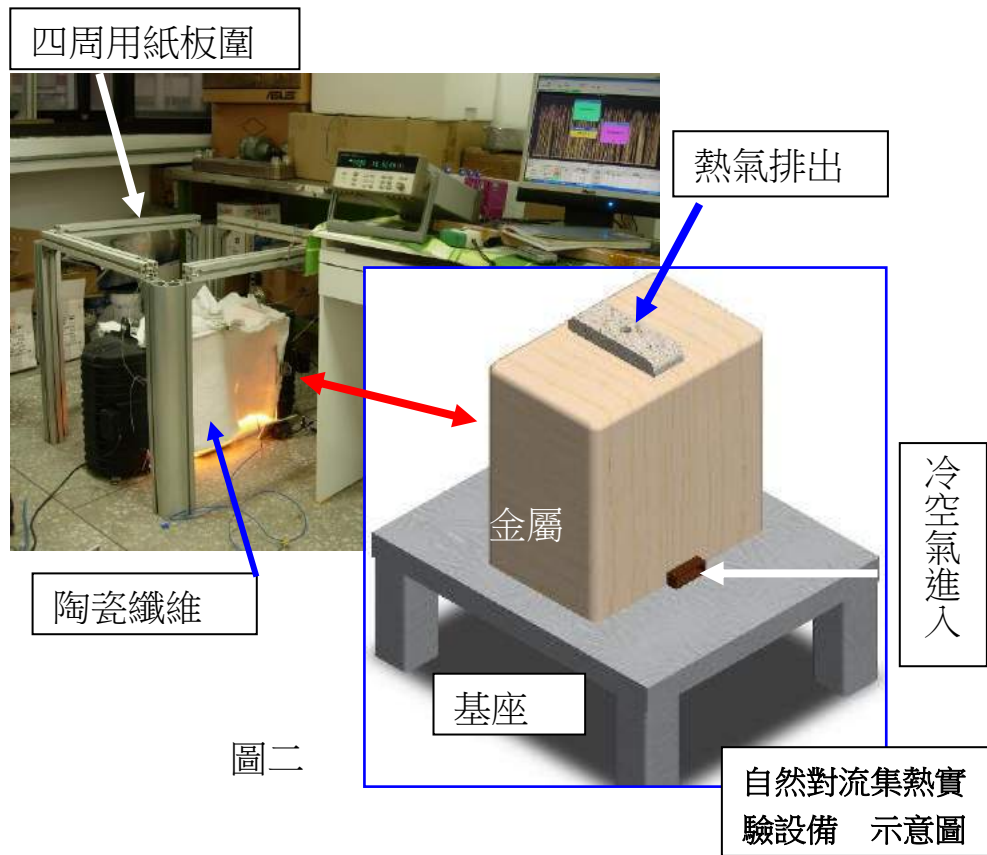 四周用紙板圍
ASUS
熱氣排出
金屬
冷空氣進入
陶瓷纖維
基座
圖二
自然對流集熱實
驗設備 示意圖